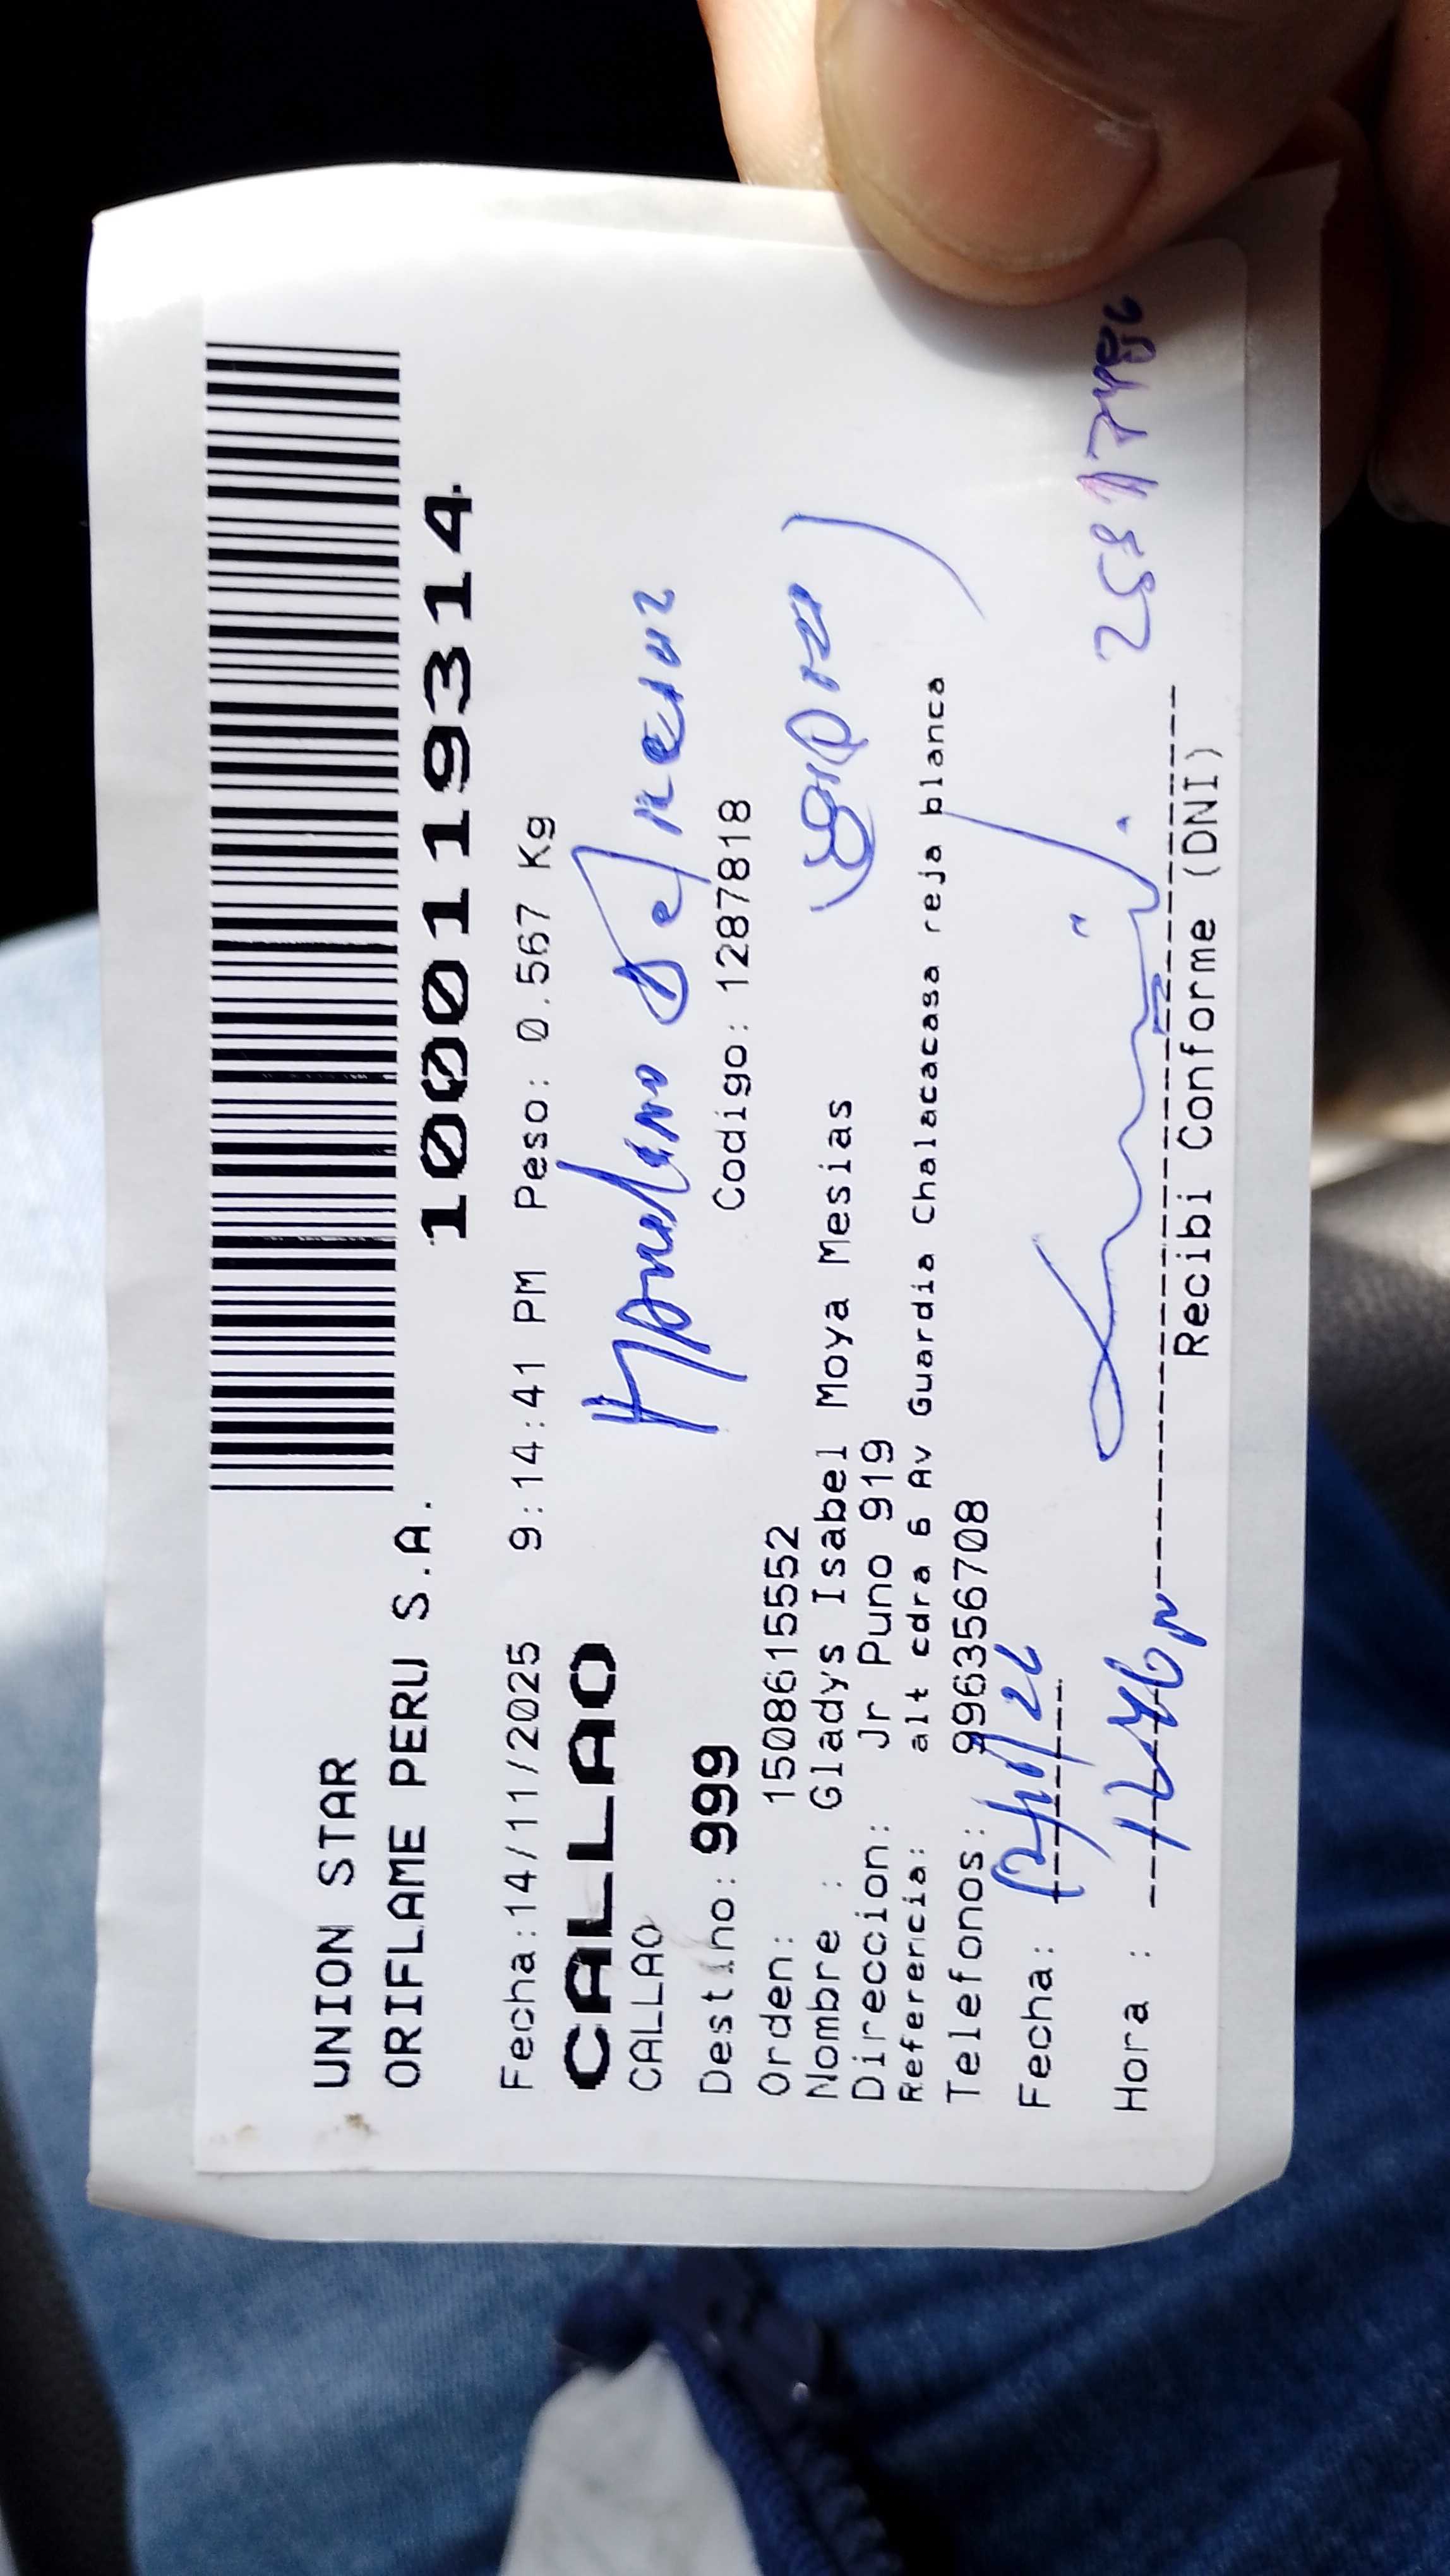 UNION STAR
ORIFLAME PERU S.A.
1000119314
Fecha:14/11/2025 9:14:41 PM Peso: 0.567 Kg
CALLAO
CALLAO
Destino: 999 Codigo: 1287818
Orden: 1508615552
Nombre : Gladys Isabel Moya Mesias
Direccion: Jr Puno 919
Referencia: alt cdra 6 Av Guardia Chalacacasa reja blanca
Telefonos: 996356708
Fecha:
Hora :
Recibi Conforme (DNI)